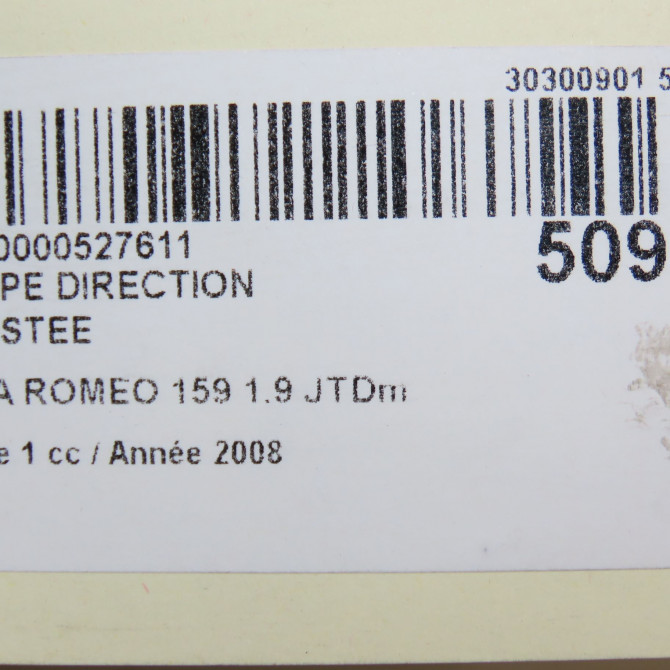 30300901 5
0000527611
509
PE DIRECTION
STEE
A ROMEO 159 1.9 JTDm
e 1 cc / Année 2008